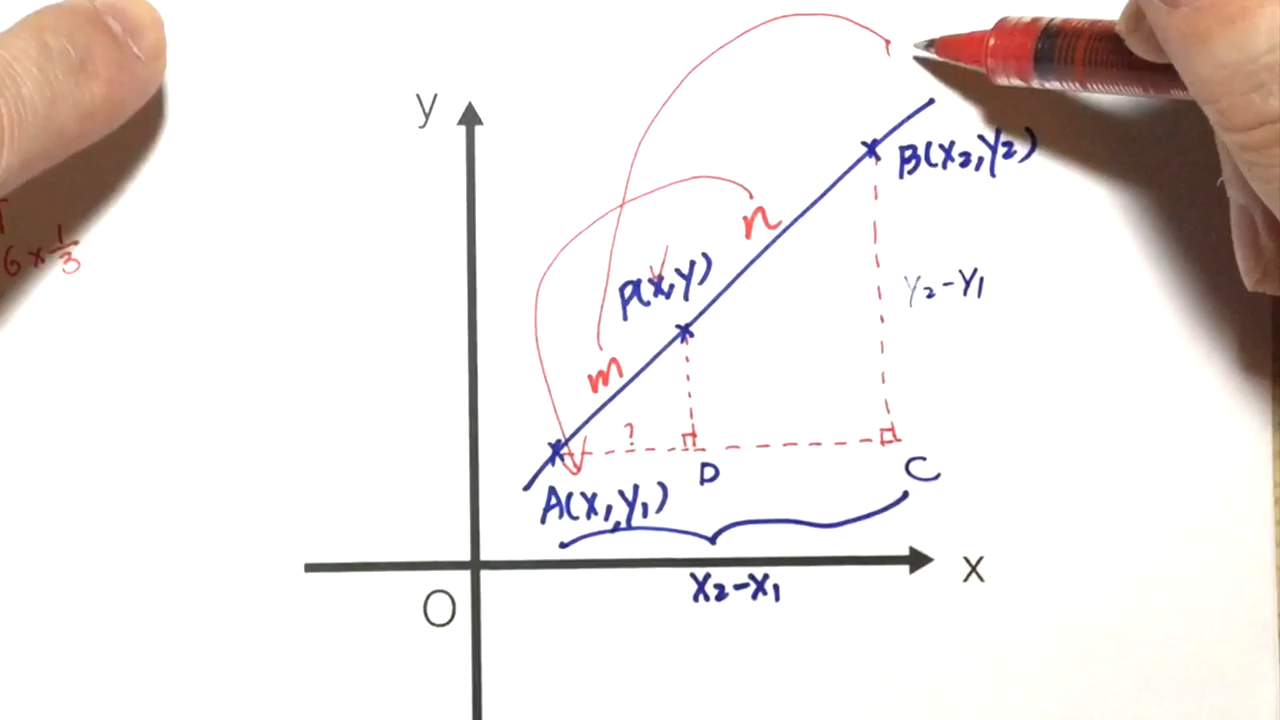 y
B(x₂,y₂)
n
6×1/3
P(x,y)
y₂-y₁
m
?
D
C
A(x₁,y₁)
x
x₂-x₁
O